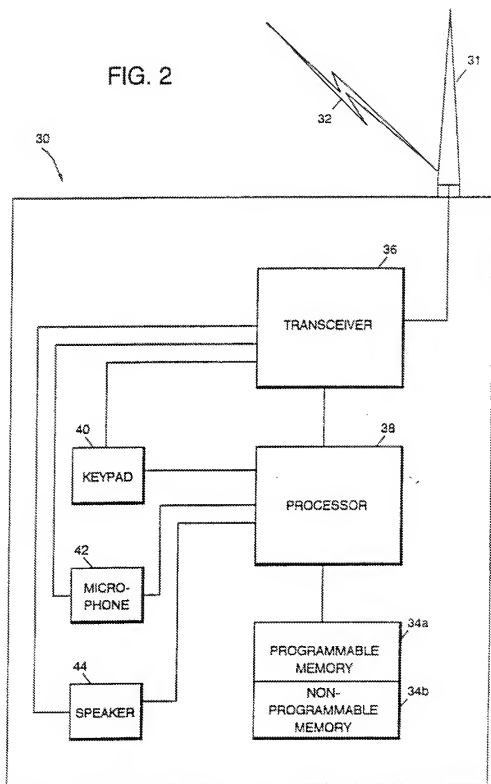 FIG. 2
31
32
30
36
TRANSCEIVER
40
KEYPAD
38
PROCESSOR
42
MICRO-
PHONE
34a
PROGRAMMABLE
MEMORY
44
SPEAKER
NON-
PROGRAMMABLE
MEMORY
34b